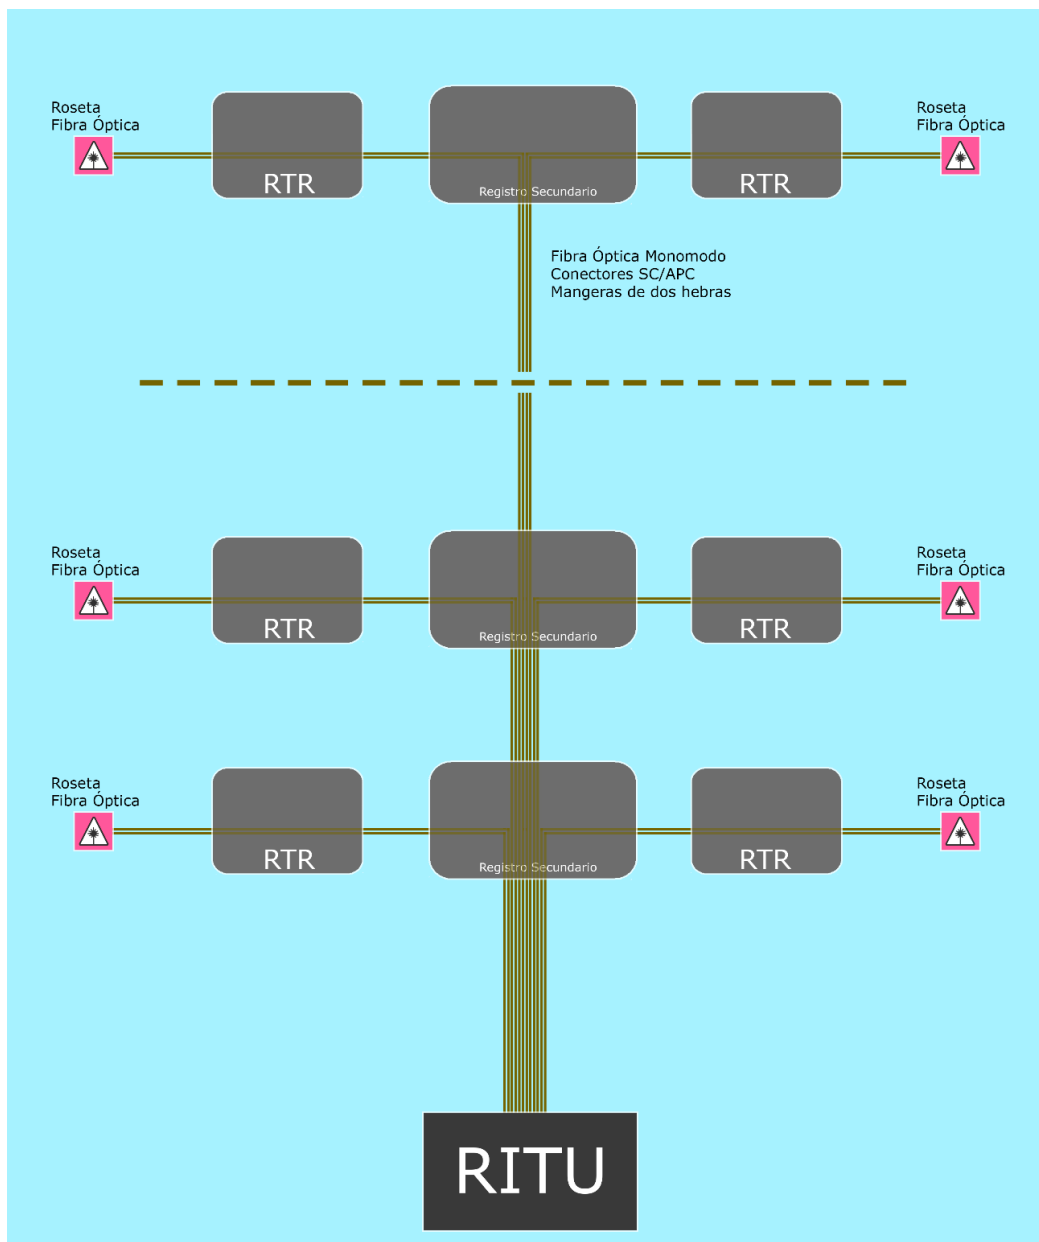 Roseta
Fibra Óptica
RTR
Registro Secundario
RTR
Roseta
Fibra Óptica
Fibra Óptica Monomodo
Conectores SC/APC
Mangeras de dos hebras
Roseta
Fibra Óptica
RTR
Registro Secundario
RTR
Roseta
Fibra Óptica
Roseta
Fibra Óptica
RTR
Registro Secundario
RTR
Roseta
Fibra Óptica
RITU